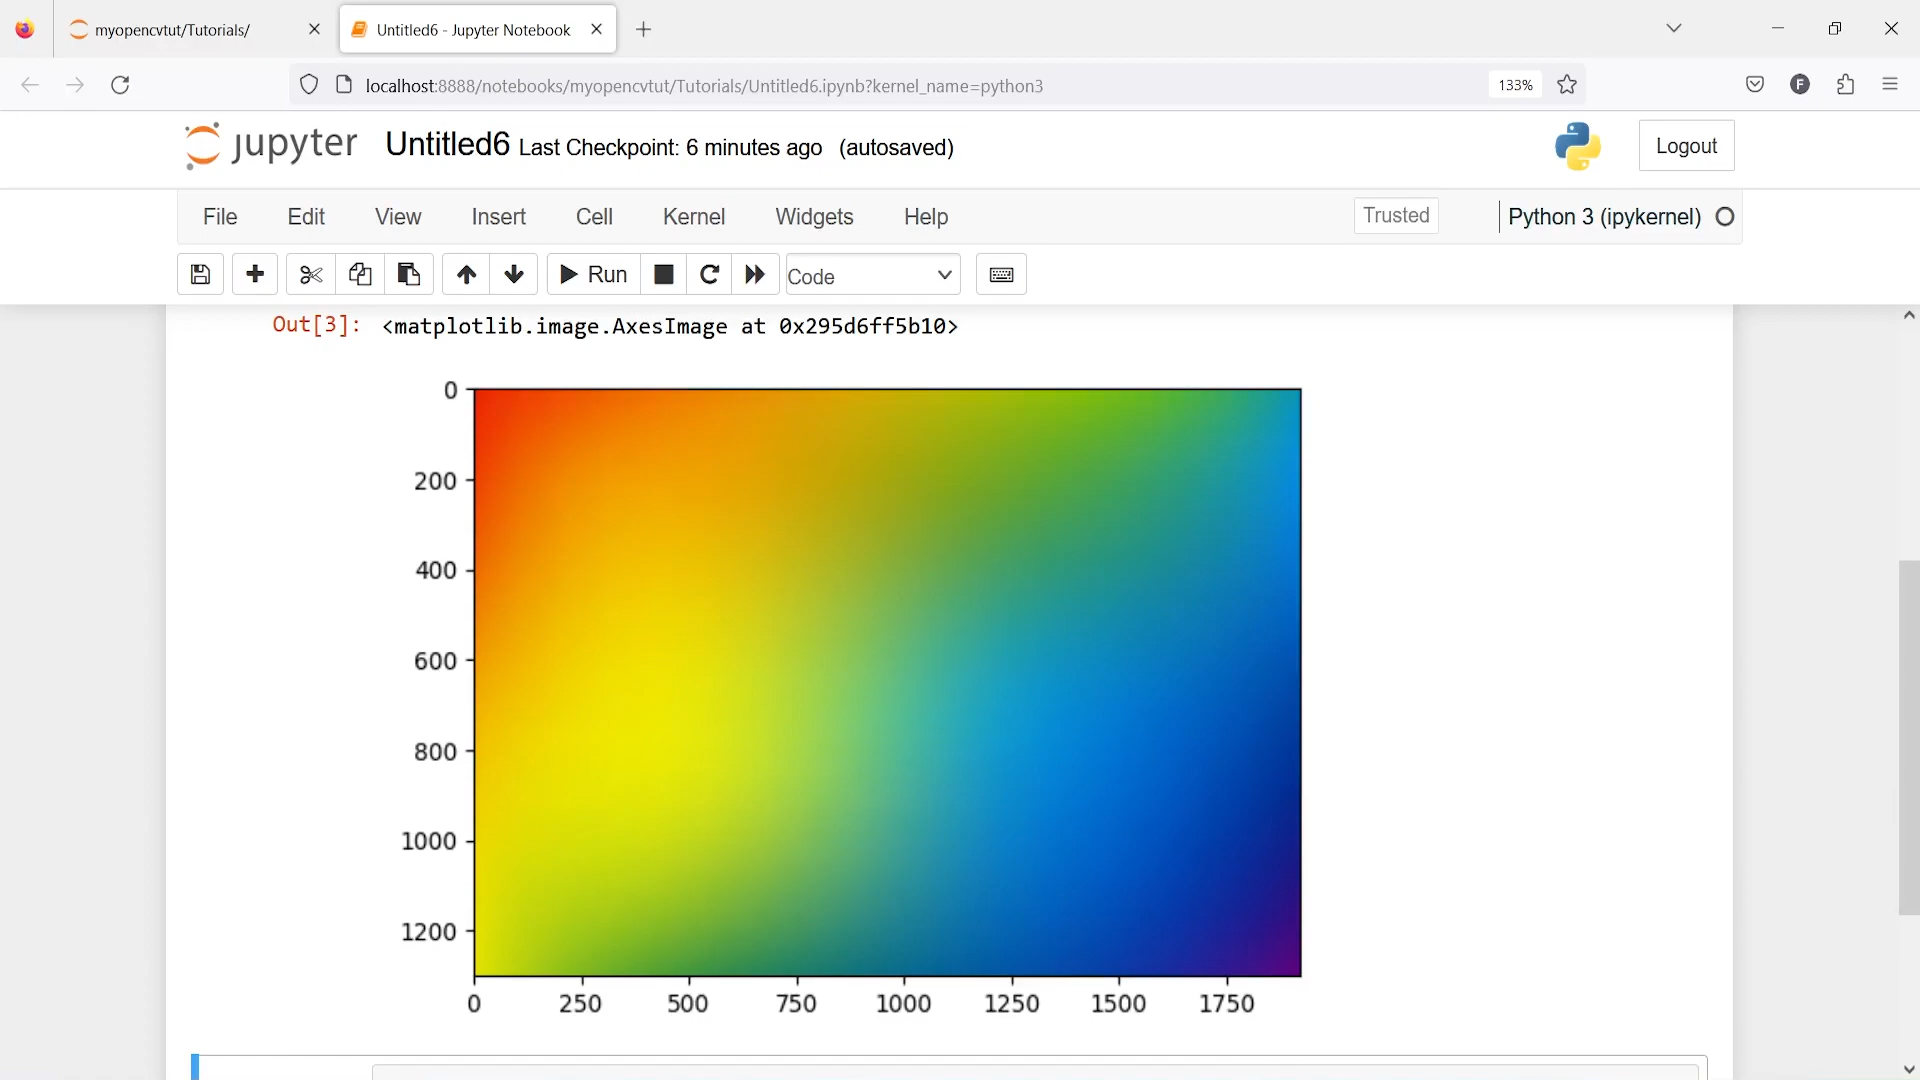 myopencvtut/Tutorials/
Untitled6 - Jupyter Notebook
localhost:8888/notebooks/myopencvtut/Tutorials/Untitled6.ipynb?kernel_name=python3
133%
F
jupyter
Untitled6 Last Checkpoint: 6 minutes ago (autosaved)
Logout
File Edit View Insert Cell Kernel Widgets Help
Trusted
Python 3 (ipykernel)
Run
Code
Out[3]: <matplotlib.image.AxesImage at 0x295d6ff5b10>
0
200
400
600
800
1000
1200
0 250 500 750 1000 1250 1500 1750